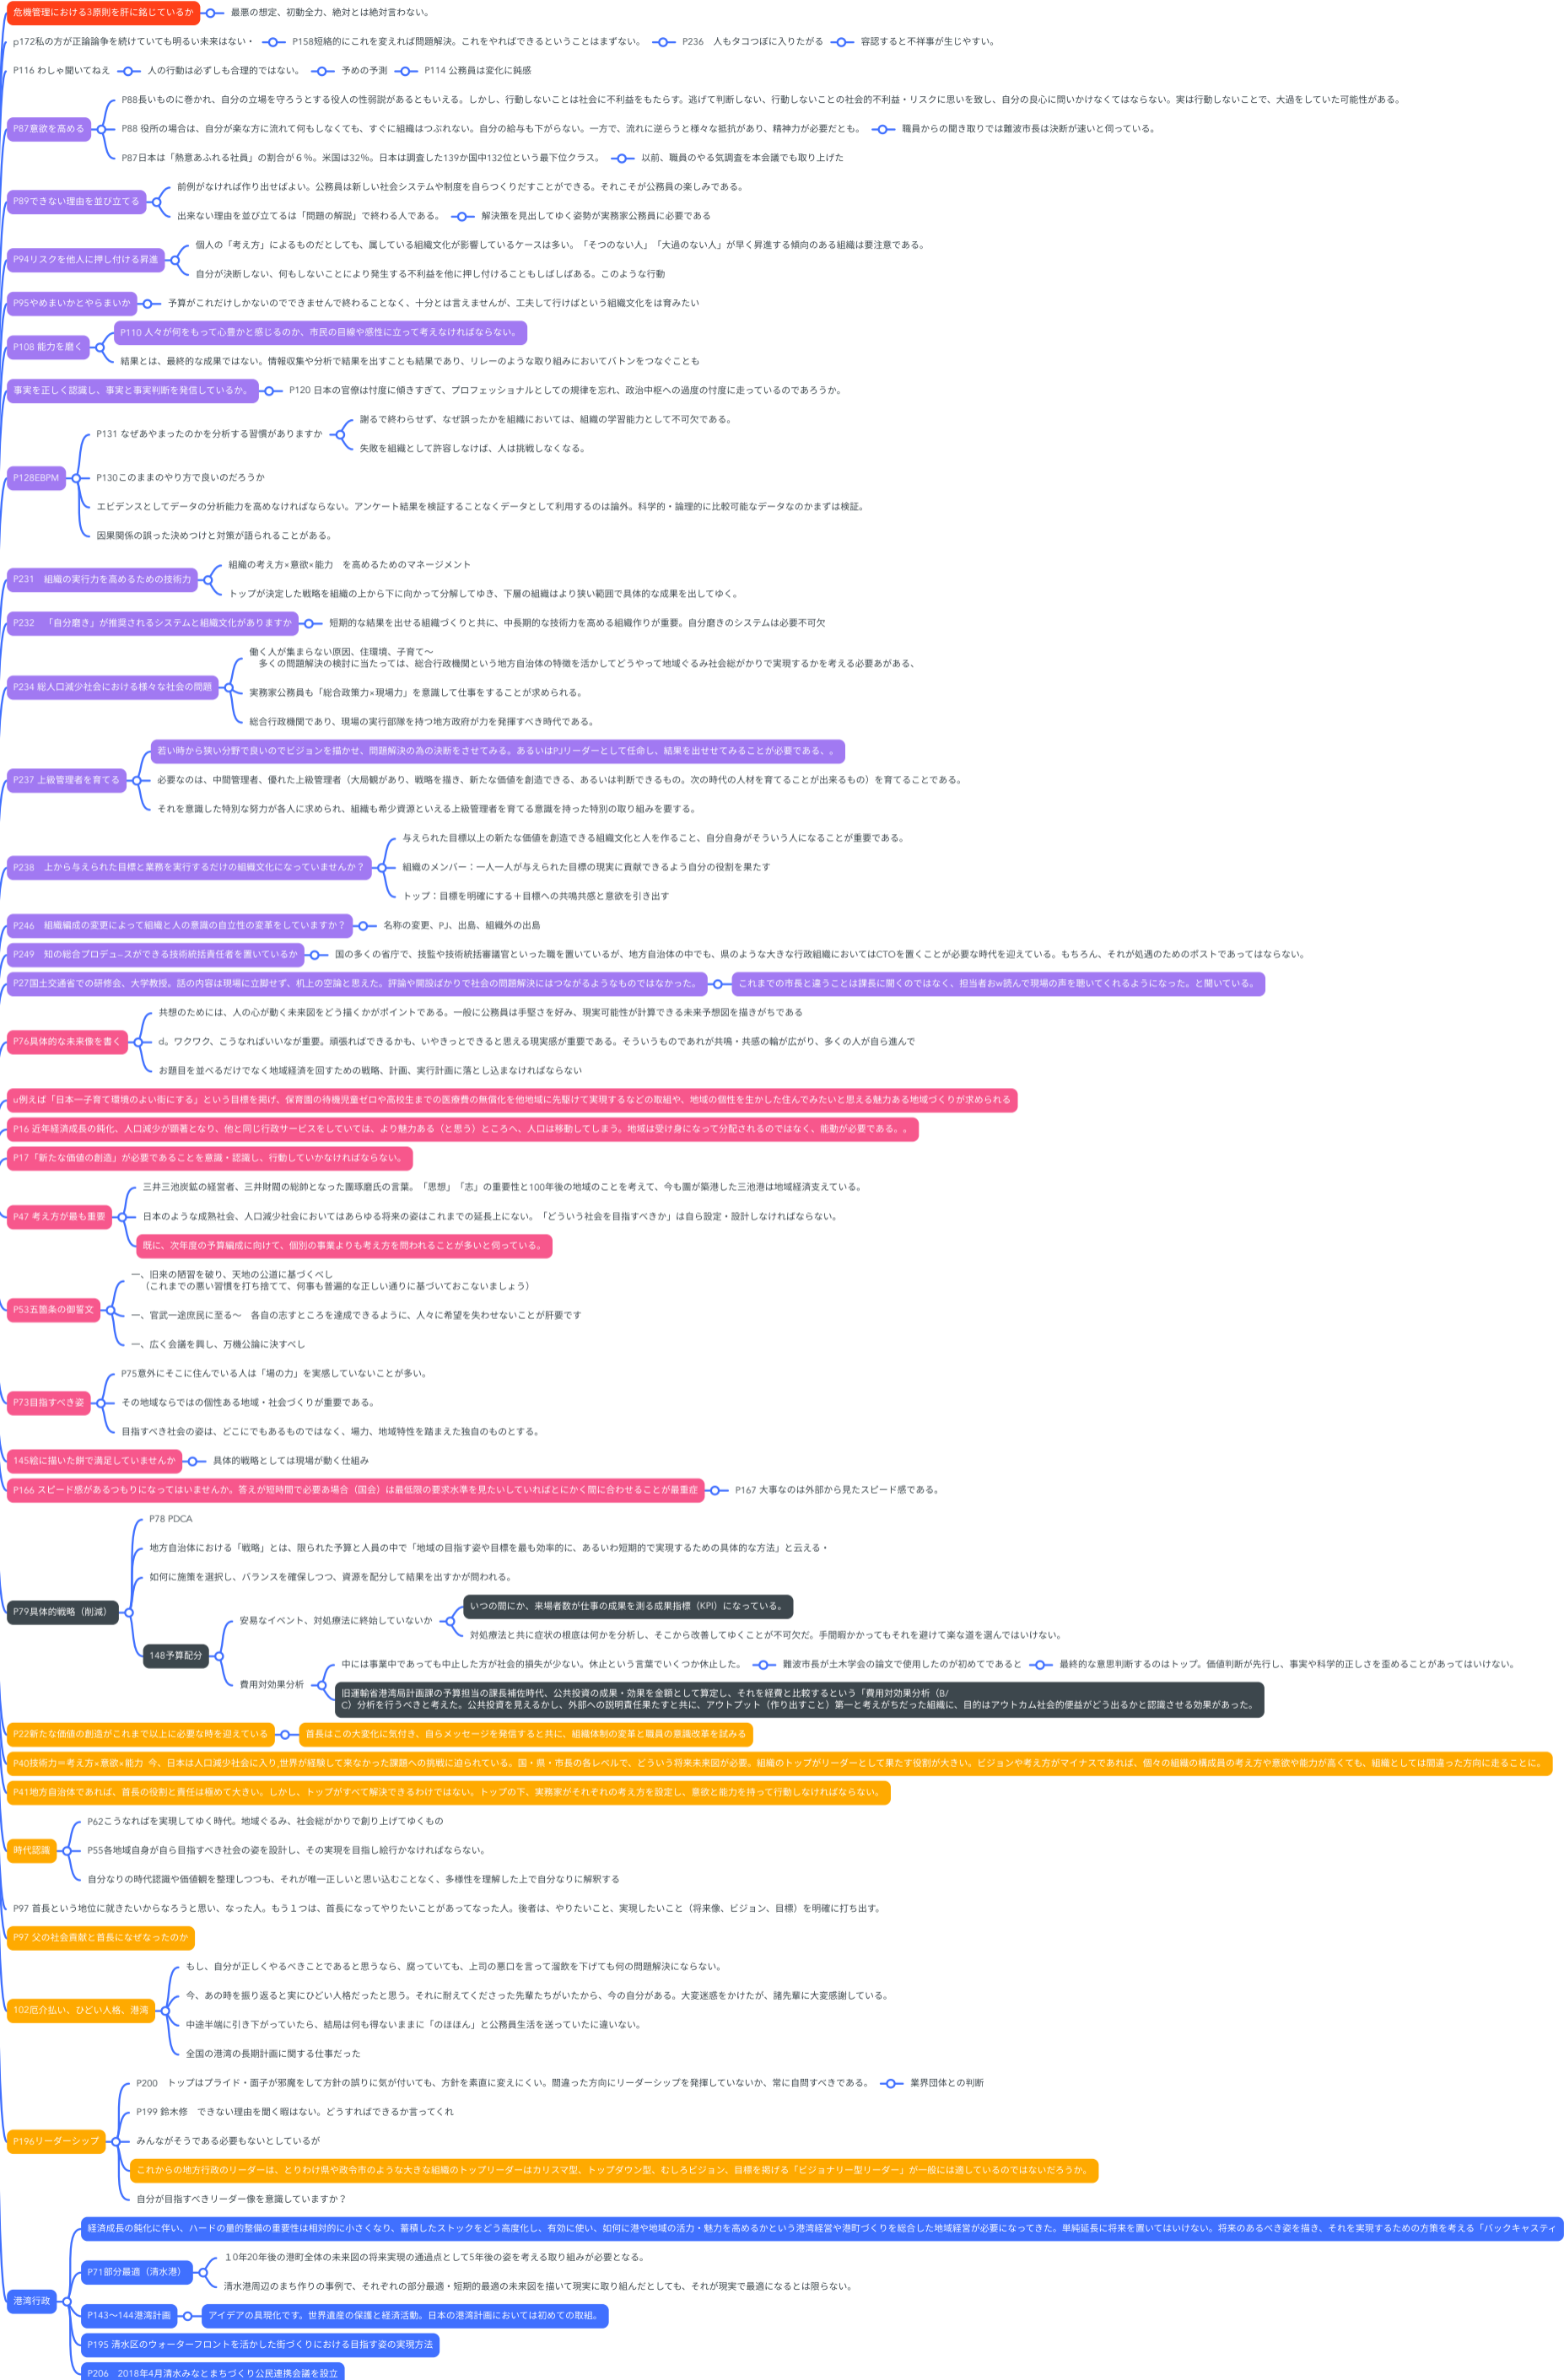 危機管理における3原則を肝に銘じているか
最悪の想定、初動全力、絶対とは絶対言わない。
p172私の方が正論論争を続けていても明るい未来はない・
P158短絡的にこれを変えれば問題解決。これをやればできるということはまずない。
P236　人もタコつぼに入りたがる
容認すると不祥事が生じやすい。
P116 わしゃ聞いてねえ
人の行動は必ずしも合理的ではない。
予めの予測
P114 公務員は変化に鈍感
P87意欲を高める
P88長いものに巻かれ、自分の立場を守ろうとする役人の性弱説があるともいえる。しかし、行動しないことは社会に不利益をもたらす。逃げて判断しない、行動しないことの社会的不利益・リスクに思いを致し、自分の良心に問いかけなくてはならない。実は行動しないことで、大過をしていた可能性がある。
P88 役所の場合は、自分が楽な方に流れて何もしなくても、すぐに組織はつぶれない。自分の給与も下がらない。一方で、流れに逆らうと様々な抵抗があり、精神力が必要だとも。
職員からの聞き取りでは難波市長は決断が速いと伺っている。
P87日本は「熱意あふれる社員」の割合が６％。米国は32％。日本は調査した139か国中132位という最下位クラス。
以前、職員のやる気調査を本会議でも取り上げた
P89できない理由を並び立てる
前例がなければ作り出せばよい。公務員は新しい社会システムや制度を自らつくりだすことができる。それこそが公務員の楽しみである。
出来ない理由を並び立てるは「問題の解説」で終わる人である。
解決策を見出してゆく姿勢が実務家公務員に必要である
P94リスクを他人に押し付ける昇進
個人の「考え方」によるものだとしても、属している組織文化が影響しているケースは多い。「そつのない人」「大過のない人」が早く昇進する傾向のある組織は要注意である。
自分が決断しない、何もしないことにより発生する不利益を他に押し付けることもしばしばある。このような行動
P95やめまいかとやらまいか
予算がこれだけしかないのでできませんで終わることなく、十分とは言えませんが、工夫して行けばという組織文化をは育みたい
P108 能力を磨く
P110 人々が何をもって心豊かと感じるのか、市民の目線や感性に立って考えなければならない。
結果とは、最終的な成果ではない。情報収集や分析で結果を出すことも結果であり、リレーのような取り組みにおいてバトンをつなぐことも
事実を正しく認識し、事実と事実判断を発信しているか。
P120 日本の官僚は忖度に傾きすぎて、プロフェッショナルとしての規律を忘れ、政治中枢への過度の忖度に走っているのであろうか。
P128EBPM
P131 なぜあやまったのかを分析する習慣がありますか
謝るで終わらせず、なぜ誤ったかを組織においては、組織の学習能力として不可欠である。
失敗を組織として許容しなけば、人は挑戦しなくなる。
P130このままのやり方で良いのだろうか
エビデンスとしてデータの分析能力を高めなければならない。アンケート結果を検証することなくデータとして利用するのは論外。科学的・論理的に比較可能なデータなのかまずは検証。
因果関係の誤った決めつけと対策が語られることがある。
P231　組織の実行力を高めるための技術力
組織の考え方×意欲×能力　を高めるためのマネージメント
トップが決定した戦略を組織の上から下に向かって分解してゆき、下層の組織はより狭い範囲で具体的な成果を出してゆく。
P232　「自分磨き」が推奨されるシステムと組織文化がありますか
短期的な結果を出せる組織づくりと共に、中長期的な技術力を高める組織作りが重要。自分磨きのシステムは必要不可欠
P234 総人口減少社会における様々な社会の問題
働く人が集まらない原因、住環境、子育て〜
多くの問題解決の検討に当たっては、総合行政機関という地方自治体の特徴を活かしてどうやって地域ぐるみ社会総がかりで実現するかを考える必要あがある、
実務家公務員も「総合政策力×現場力」を意識して仕事をすることが求められる。
総合行政機関であり、現場の実行部隊を持つ地方政府が力を発揮すべき時代である。
P237 上級管理者を育てる
若い時から狭い分野で良いのでビジョンを描かせ、問題解決の為の決断をさせてみる。あるいはPJリーダーとして任命し、結果を出せせてみることが必要である、。
必要なのは、中間管理者、優れた上級管理者（大局観があり、戦略を描き、新たな価値を創造できる、あるいは判断できるもの。次の時代の人材を育てることが出来るもの）を育てることである。
それを意識した特別な努力が各人に求められ、組織も希少資源といえる上級管理者を育てる意識を持った特別の取り組みを要する。
P238　上から与えられた目標と業務を実行するだけの組織文化になっていませんか？
与えられた目標以上の新たな価値を創造できる組織文化と人を作ること、自分自身がそういう人になることが重要である。
組織のメンバー：一人一人が与えられた目標の現実に貢献できるよう自分の役割を果たす
トップ：目標を明確にする＋目標への共鳴共感と意欲を引き出す
P246　組織編成の変更によって組織と人の意識の自立性の変革をしていますか？
名称の変更、PJ、出島、組織外の出島
P249　知の総合プロデュ−スができる技術統括責任者を置いているか
国の多くの省庁で、技監や技術統括審議官といった職を置いているが、地方自治体の中でも、県のような大きな行政組織においてはCTOを置くことが必要な時代を迎えている。もちろん、それが処遇のためのポストであってはならない。
P27国土交通省での研修会、大学教授。話の内容は現場に立脚せず、机上の空論と思えた。評論や開設ばかりで社会の問題解決にはつながるようなものではなかった。
これまでの市長と違うことは課長に聞くのではなく、担当者おw読んで現場の声を聴いてくれるようになった。と聞いている。
P76具体的な未来像を書く
共想のためには、人の心が動く未来図をどう描くかがポイントである。一般に公務員は手堅さを好み、現実可能性が計算できる未来予想図を描きがちである
d。ワクワク、こうなればいいなが重要。頑張ればできるかも、いやきっとできると思える現実感が重要である。そういうものであれが共鳴・共感の輪が広がり、多くの人が自ら進んで
お題目を並べるだけでなく地域経済を回すための戦略、計画、実行計画に落とし込まなければならない
u例えば「日本一子育て環境のよい街にする」という目標を掲げ、保育園の待機児童ゼロや高校生までの医療費の無償化を他地域に先駆けて実現するなどの取組や、地域の個性を生かした住んでみたいと思える魅力ある地域づくりが求められる
P16 近年経済成長の鈍化、人口減少が顕著となり、他と同じ行政サービスをしていては、より魅力ある（と思う）ところへ、人口は移動してしまう。地域は受け身になって分配されるのではなく、能動が必要である。。
P17「新たな価値の創造」が必要であることを意識・認識し、行動していかなければならない。
P47 考え方が最も重要
三井三池炭鉱の経営者、三井財閥の総帥となった團琢磨氏の言葉。「思想」「志」の重要性と100年後の地域のことを考えて、今も團が築港した三池港は地域経済支えている。
日本のような成熟社会、人口減少社会においてはあらゆる将来の姿はこれまでの延長上にない。「どういう社会を目指すべきか」は自ら設定・設計しなければならない。
既に、次年度の予算編成に向けて、個別の事業よりも考え方を問われることが多いと伺っている。
P53五箇条の御誓文
一、旧来の陋習を破り、天地の公道に基づくべし
（これまでの悪い習慣を打ち捨てて、何事も普遍的な正しい通りに基づいておこないましょう）
一、官武一途庶民に至る〜　各自の志すところを達成できるように、人々に希望を失わせないことが肝要です
一、広く会議を興し、万機公論に決すべし
P73目指すべき姿
P75意外にそこに住んでいる人は「場の力」を実感していないことが多い。
その地域ならではの個性ある地域・社会づくりが重要である。
目指すべき社会の姿は、どこにでもあるものではなく、場力、地域特性を踏まえた独自のものとする。
145絵に描いた餅で満足していませんか
具体的戦略としては現場が動く仕組み
P166 スピード感があるつもりになってはいませんか。答えが短時間で必要あ場合（国会）は最低限の要求水準を見たいしていればとにかく間に合わせることが最重症
P167 大事なのは外部から見たスピード感である。
P79具体的戦略（削減）
P78 PDCA
地方自治体における「戦略」とは、限られた予算と人員の中で「地域の目指す姿や目標を最も効率的に、あるいわ短期的で実現するための具体的な方法」と云える・
如何に施策を選択し、バランスを確保しつつ、資源を配分して結果を出すかが問われる。
148予算配分
安易なイベント、対処療法に終始していないか
いつの間にか、来場者数が仕事の成果を測る成果指標（KPI）になっている。
対処療法と共に症状の根底は何かを分析し、そこから改善してゆくことが不可欠だ。手間暇かかってもそれを避けて楽な道を選んではいけない。
費用対効果分析
中には事業中であっても中止した方が社会的損失が少ない。休止という言葉でいくつか休止した。
難波市長が土木学会の論文で使用したのが初めてであると
最終的な意思判断するのはトップ。価値判断が先行し、事実や科学的正しさを歪めることがあってはいけない。
旧運輸省港湾局計画課の予算担当の課長補佐時代、公共投資の成果・効果を金額として算定し、それを経費と比較するという「費用対効果分析（B/
C）分析を行うべきと考えた。公共投資を見えるかし、外部への説明責任果たすと共に、アウトプット（作り出すこと）第一と考えがちだった組織に、目的はアウトカム社会的便益がどう出るかと認識させる効果があった。
P22新たな価値の創造がこれまで以上に必要な時を迎えている
首長はこの大変化に気付き、自らメッセージを発信すると共に、組織体制の変革と職員の意識改革を試みる
P40技術力＝考え方×意欲×能力 今、日本は人口減少社会に入り,世界が経験して来なかった課題への挑戦に迫られている。国・県・市長の各レベルで、どういう将来未来図が必要。組織のトップがリーダーとして果たす役割が大きい。ビジョンや考え方がマイナスであれば、個々の組織の構成員の考え方や意欲や能力が高くても、組織としては間違った方向に走ることに。
P41地方自治体であれば、首長の役割と責任は極めて大きい。しかし、トップがすべて解決できるわけではない。トップの下、実務家がそれぞれの考え方を設定し、意欲と能力を持って行動しなければならない。
時代認識
P62こうなればを実現してゆく時代。地域ぐるみ、社会総がかりで創り上げてゆくもの
P55各地域自身が自ら目指すべき社会の姿を設計し、その実現を目指し絵行かなければならない。
自分なりの時代認識や価値観を整理しつつも、それが唯一正しいと思い込むことなく、多様性を理解した上で自分なりに解釈する
P97 首長という地位に就きたいからなろうと思い、なった人。もう１つは、首長になってやりたいことがあってなった人。後者は、やりたいこと、実現したいこと（将来像、ビジョン、目標）を明確に打ち出す。
P97 父の社会貢献と首長になぜなったのか
102厄介払い、ひどい人格、港湾
もし、自分が正しくやるべきことであると思うなら、腐っていても、上司の悪口を言って溜飲を下げても何の問題解決にならない。
今、あの時を振り返ると実にひどい人格だったと思う。それに耐えてくださった先輩たちがいたから、今の自分がある。大変迷惑をかけたが、諸先輩に大変感謝している。
中途半端に引き下がっていたら、結局は何も得ないままに「のほほん」と公務員生活を送っていたに違いない。
全国の港湾の長期計画に関する仕事だった
P196リーダーシップ
P200　トップはプライド・面子が邪魔をして方針の誤りに気が付いても、方針を素直に変えにくい。間違った方向にリーダーシップを発揮していないか、常に自問すべきである。
業界団体との判断
P199 鈴木修　できない理由を聞く暇はない。どうすればできるか言ってくれ
みんながそうである必要もないとしているが
これからの地方行政のリーダーは、とりわけ県や政令市のような大きな組織のトップリーダーはカリスマ型、トップダウン型、むしろビジョン、目標を掲げる「ビジョナリー型リーダー」が一般には適しているのではないだろうか。
自分が目指すべきリーダー像を意識していますか？
港湾行政
経済成長の鈍化に伴い、ハードの量的整備の重要性は相対的に小さくなり、蓄積したストックをどう高度化し、有効に使い、如何に港や地域の活力・魅力を高めるかという港湾経営や港町づくりを総合した地域経営が必要になってきた。単純延長に将来を置いてはいけない。将来のあるべき姿を描き、それを実現するための方策を考える「バックキャスティ
P71部分最適（清水港）
１0年20年後の港町全体の未来図の将来実現の通過点として5年後の姿を考える取り組みが必要となる。
清水港周辺のまち作りの事例で、それぞれの部分最適・短期的最適の未来図を描いて現実に取り組んだとしても、それが現実で最適になるとは限らない。
P143〜144港湾計画
アイデアの具現化です。世界遺産の保護と経済活動。日本の港湾計画においては初めての取組。
P195 清水区のウォーターフロントを活かした街づくりにおける目指す姿の実現方法
P206　2018年4月清水みなとまちづくり公民連携会議を設立